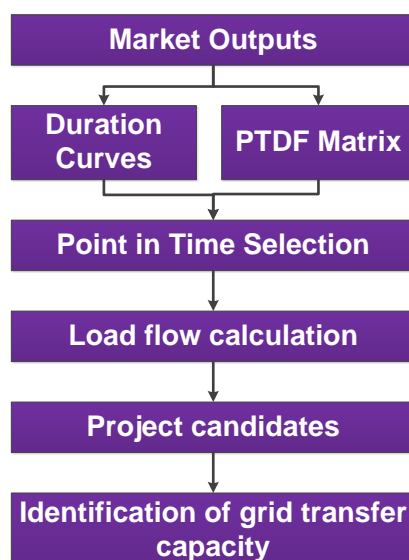 Market Outputs
Duration
Curves
PTDF Matrix
Point in Time Selection
Load flow calculation
Project candidates
Identification of grid transfer
capacity